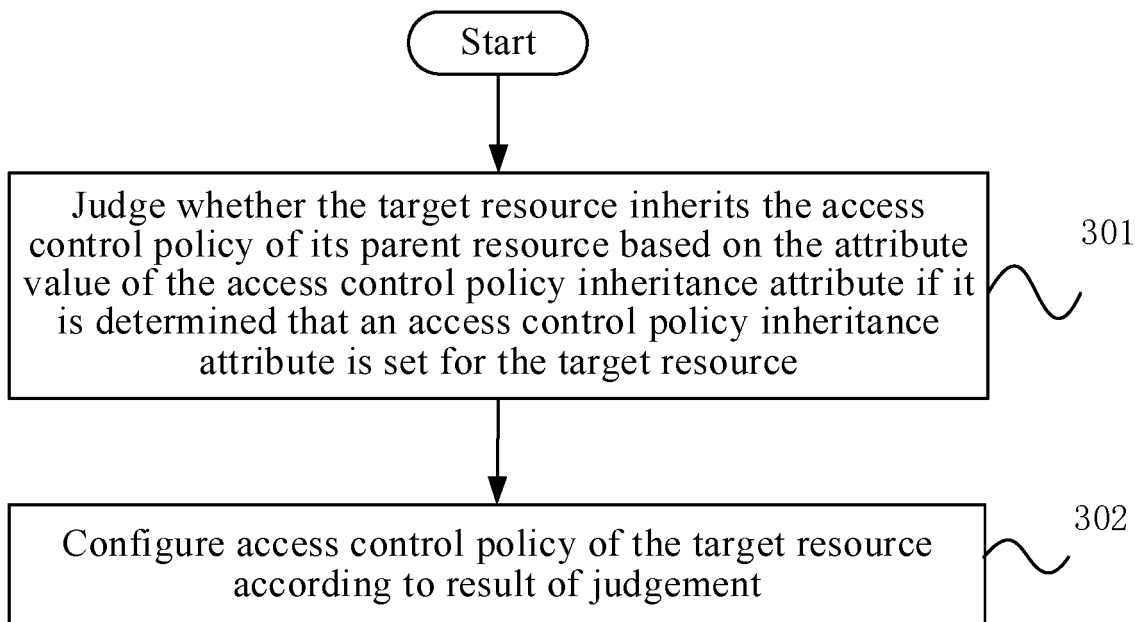 Start
Judge whether the target resource inherits the access
control policy of its parent resource based on the attribute
value of the access control policy inheritance attribute if it
is determined that an access control policy inheritance
attribute is set for the target resource
301
Configure access control policy of the target resource
according to result of judgement
302